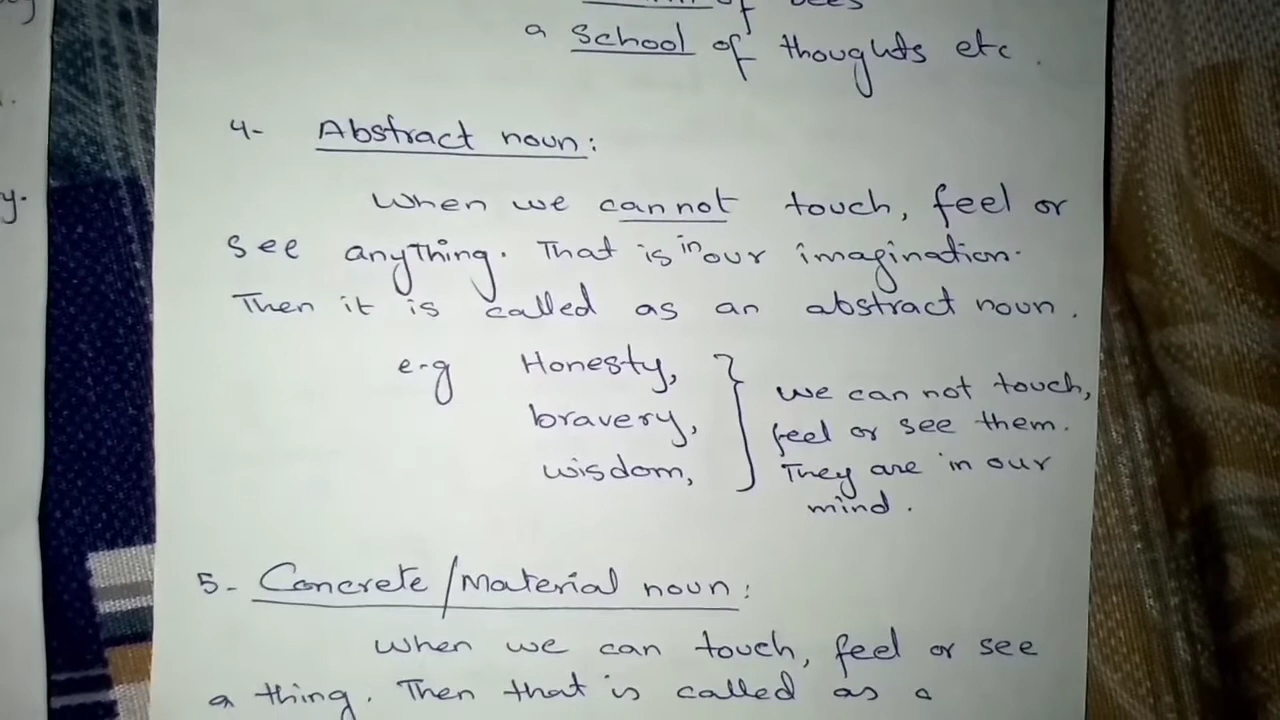 of bees
a school of thoughts etc.
4- Abstract noun:
When we cannot touch, feel or
see anything. That is in our imagination.
Then it is called as an abstract noun.
e-g Honesty,
bravery,
wisdom,
we can not touch,
feel or see them.
They are in our
mind.
5- Concrete/Material noun:
When we can touch, feel or see
a thing. Then that is called as a
y.